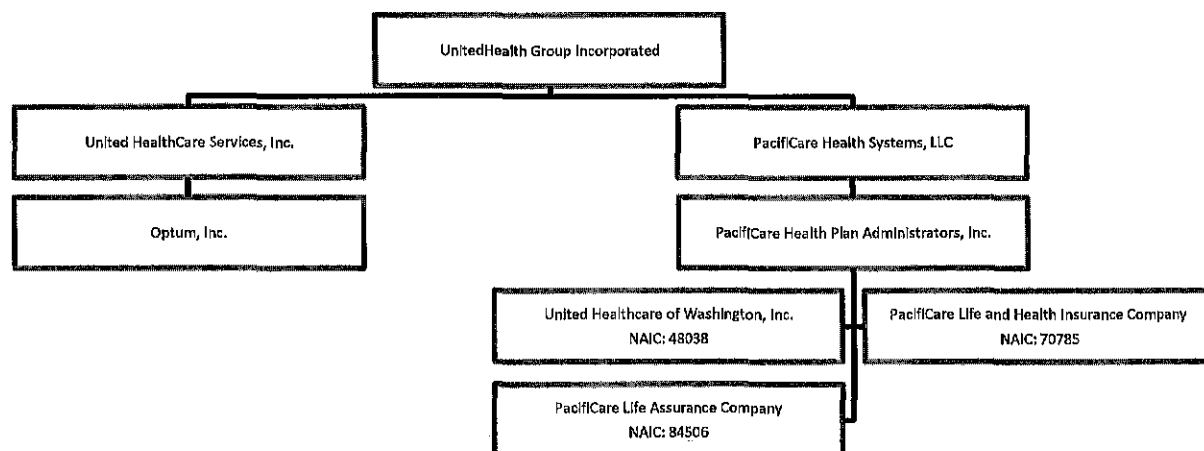 UnitedHealth Group Incorporated
United HealthCare Services, Inc.
PacifiCare Health Systems, LLC
Optum, Inc.
PacifiCare Health Plan Administrators, Inc.
United Healthcare of Washington, Inc.
NAIC: 48038
PacifiCare Life and Health Insurance Company
NAIC: 70785
PacifiCare Life Assurance Company
NAIC: 84506